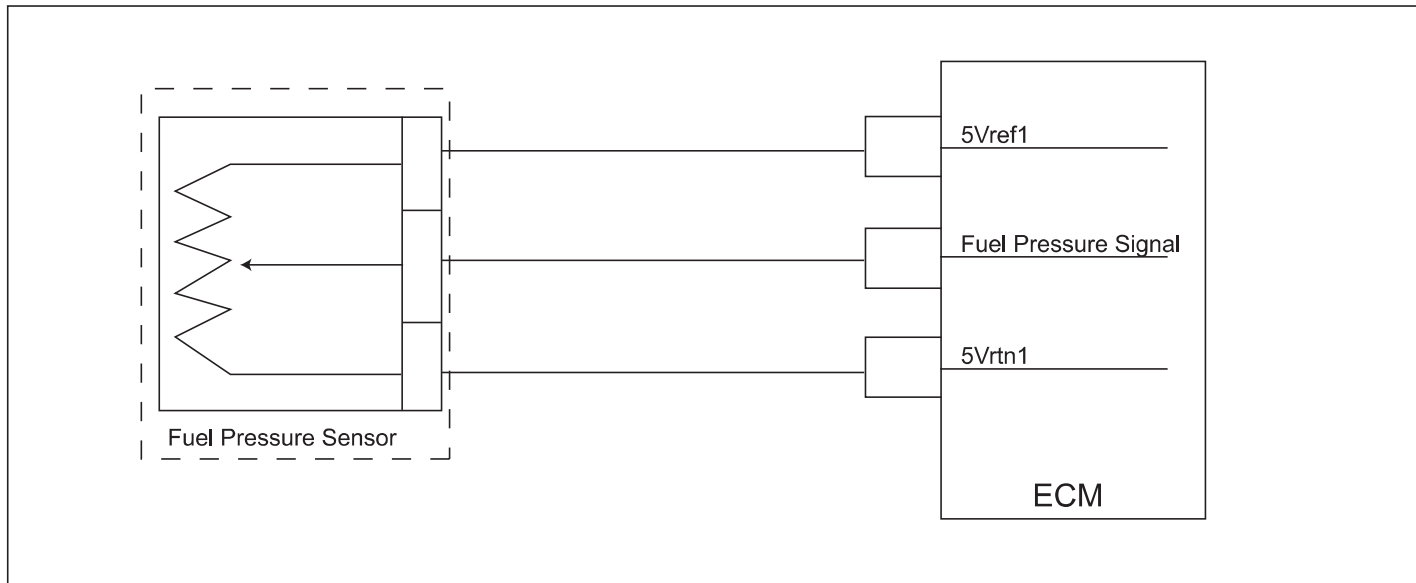 5Vref1
Fuel Pressure Signal
5Vrtn1
Fuel Pressure Sensor
ECM